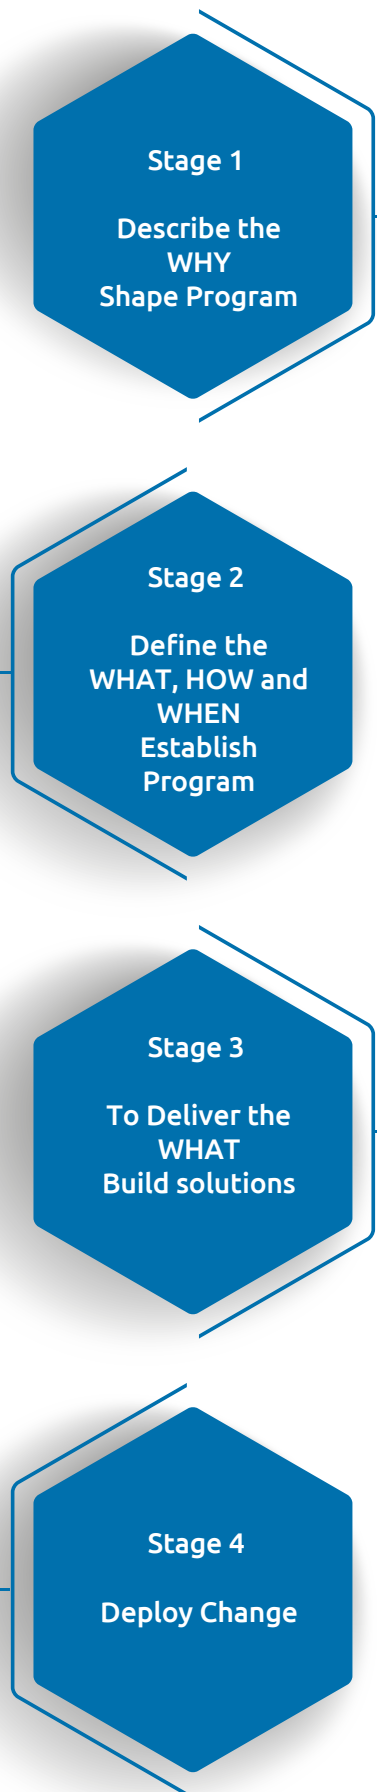 Stage 1
Describe the
WHY
Shape Program
Stage 2
Define the
WHAT, HOW and
WHEN
Establish
Program
Stage 3
To Deliver the
WHAT
Build solutions
Stage 4
Deploy Change